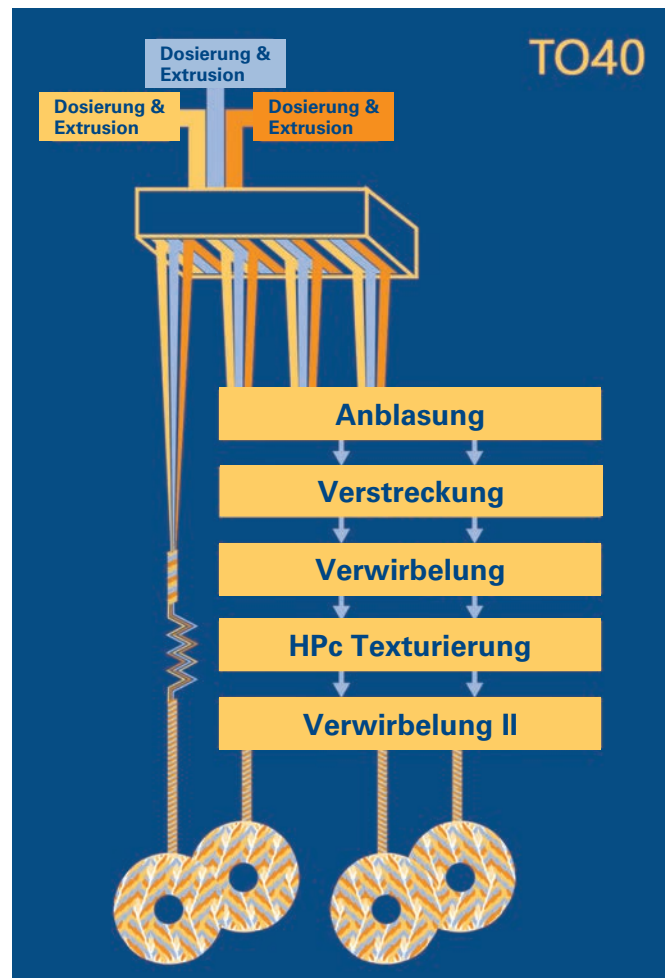 TO40
Dosierung &
Extrusion
Dosierung &
Extrusion
Dosierung &
Extrusion
Anblasung
Verstreckung
Verwirbelung
HPc Texturierung
Verwirbelung II